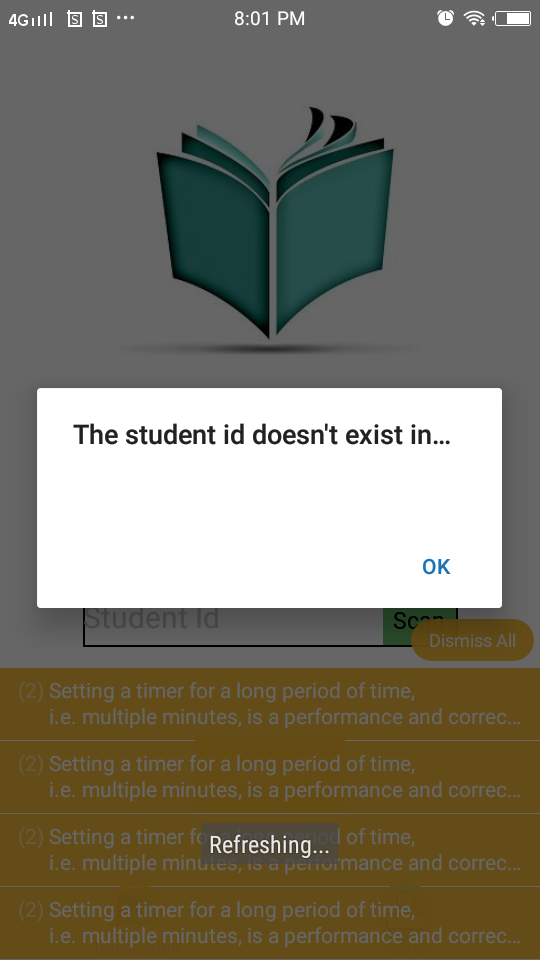 4G 8:01 PM
The student id doesn't exist in...
OK
Student Id
Scan
Dismiss All
(2) Setting a timer for a long period of time,
i.e. multiple minutes, is a performance and correc...
(2) Setting a timer for a long period of time,
i.e. multiple minutes, is a performance and correc...
(2) Setting a timer for a long period of time,
Refreshing...
i.e. multiple minutes, is a performance and correc...
(2) Setting a timer for a long period of time,
i.e. multiple minutes, is a performance and correc...